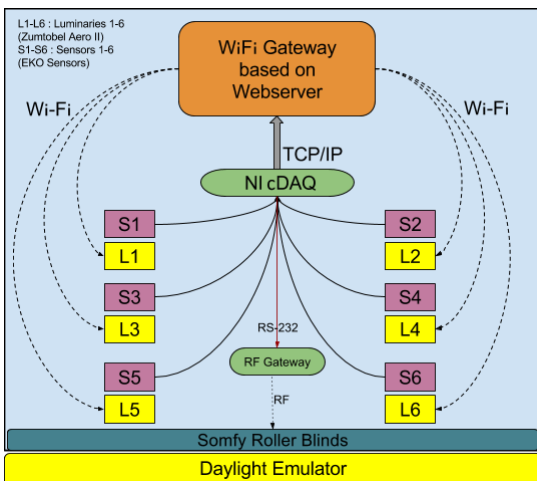 L1-L6 : Luminaries 1-6
(Zumtobel Aero II)
S1-S6 : Sensors 1-6
(EKO Sensors)
WiFi Gateway
based on
Webserver
Wi-Fi
Wi-Fi
TCP/IP
NI cDAQ
S1
S2
L1
L2
S3
S4
L3
L4
RS-232
RF Gateway
S5
S6
RF
L5
L6
Somfy Roller Blinds
Daylight Emulator